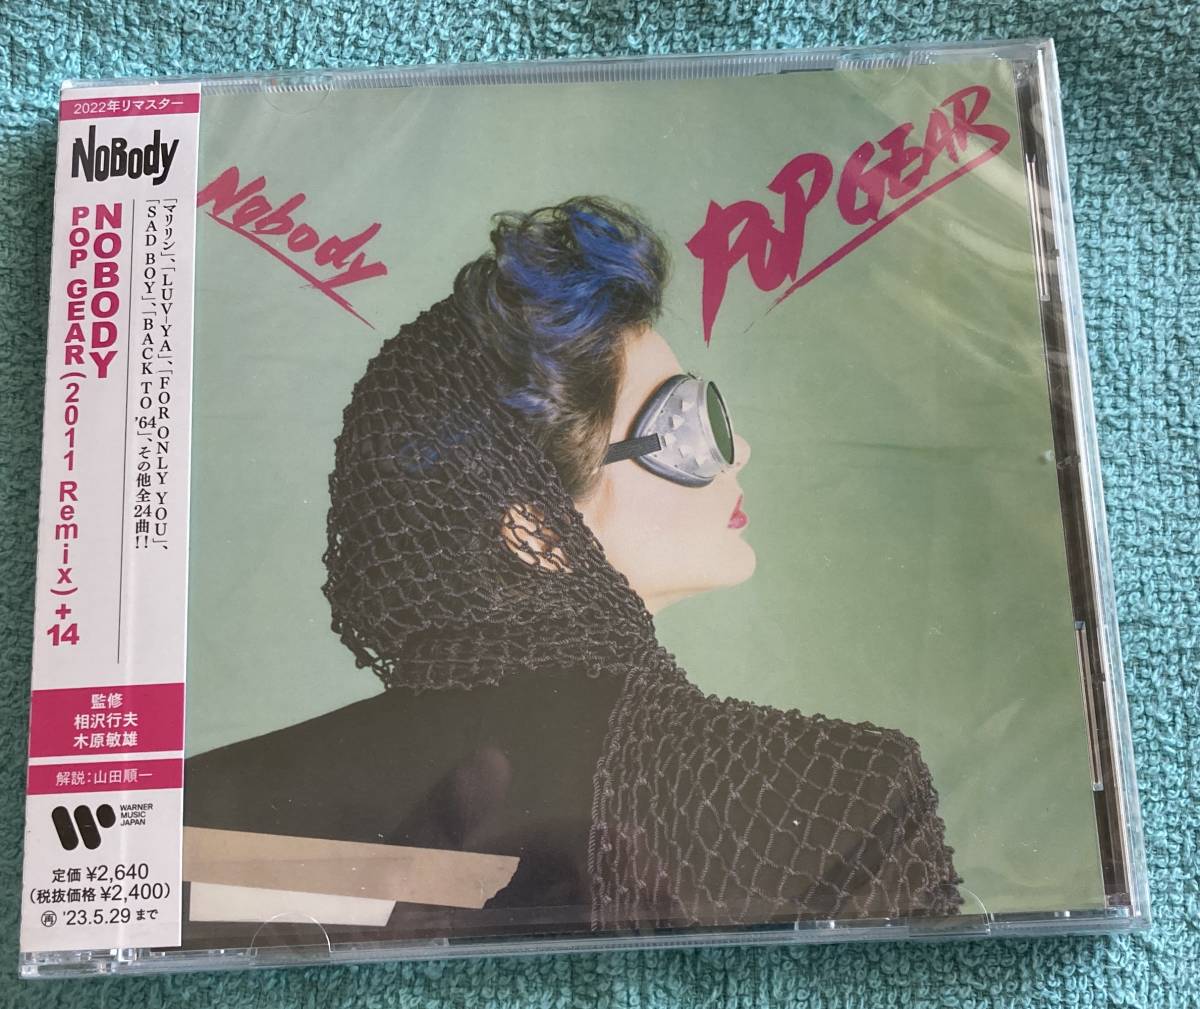 2022年リマスター
NoBody
NOBODY
POP GEAR(2011 Remix)+14
「マリリン」、「LUV-YA」、「FOR ONLY YOU」、
「SAD BOY」、「BACK TO '64」、その他全24曲!!
監修
相沢行夫
木原敏雄
解説:山田順一
WARNER
MUSIC
JAPAN
定価 ¥2,640
(税抜価格 ¥2,400)
再 '23.5.29 まで
Nobody
POP GEAR